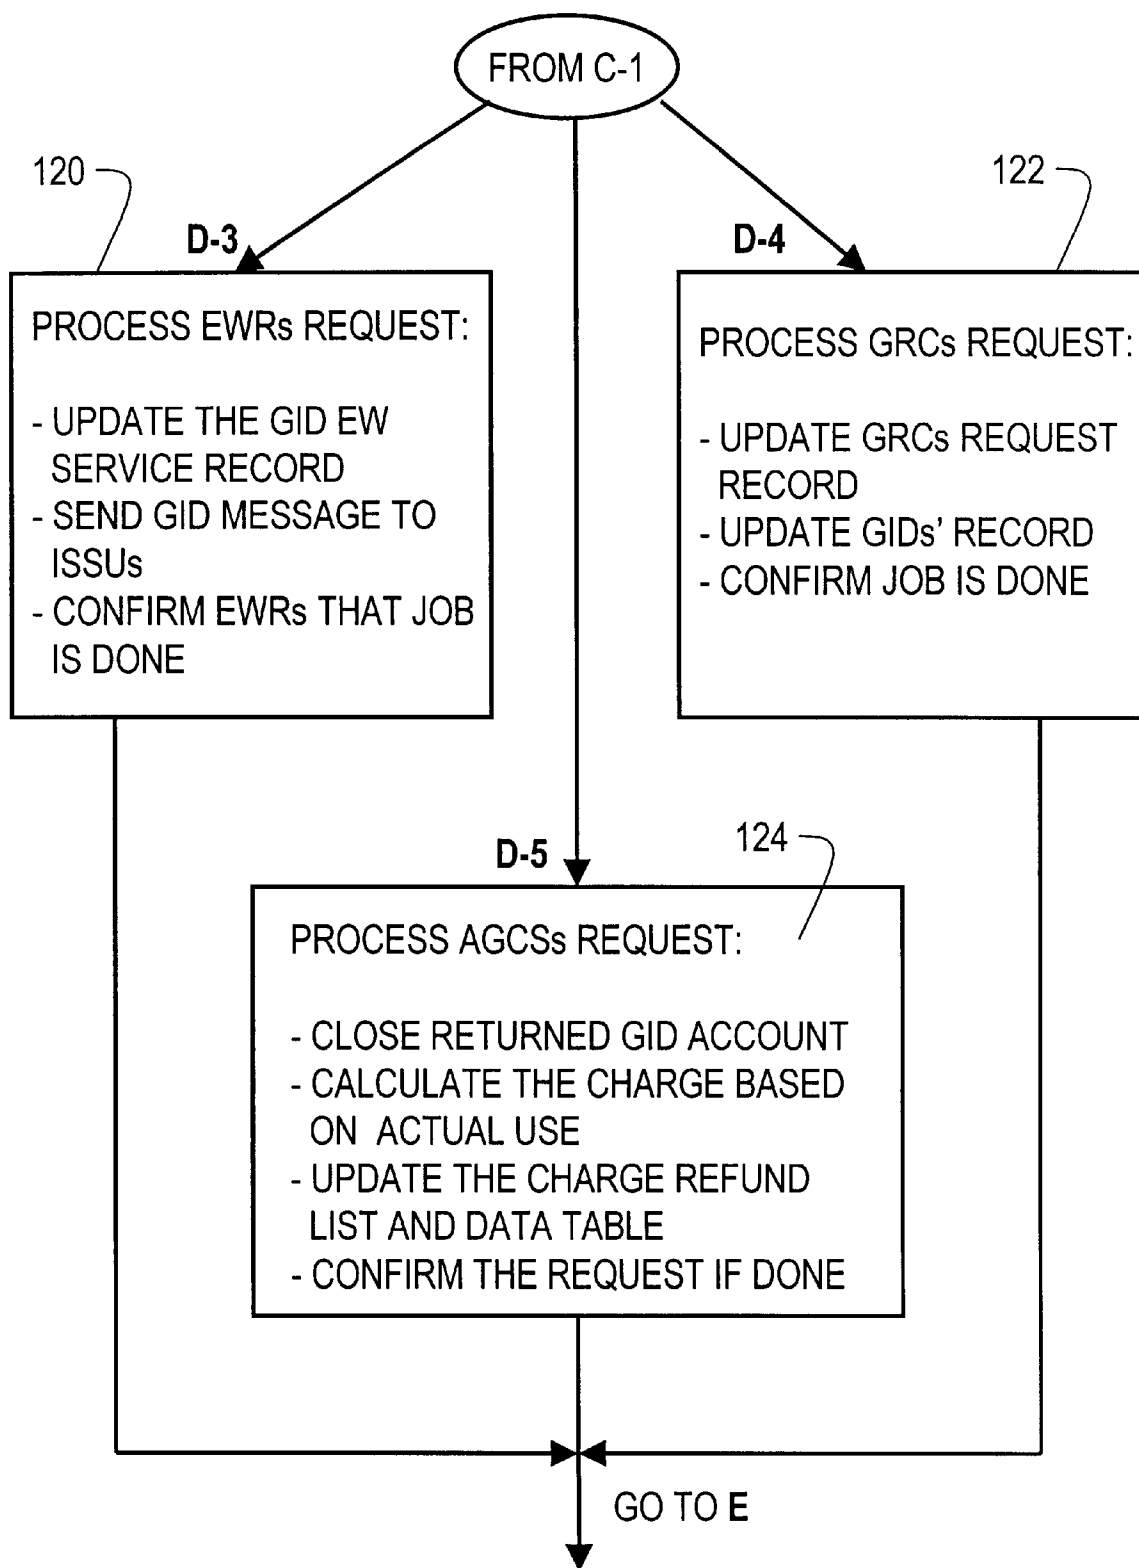 FROM C-1
120
122
D-3
D-4
PROCESS EWRs REQUEST:
- UPDATE THE GID EW
SERVICE RECORD
- SEND GID MESSAGE TO
ISSUs
- CONFIRM EWRs THAT JOB
IS DONE
PROCESS GRCs REQUEST:
- UPDATE GRCs REQUEST
RECORD
- UPDATE GIDs' RECORD
- CONFIRM JOB IS DONE
124
D-5
PROCESS AGCSs REQUEST:
- CLOSE RETURNED GID ACCOUNT
- CALCULATE THE CHARGE BASED
ON ACTUAL USE
- UPDATE THE CHARGE REFUND
LIST AND DATA TABLE
- CONFIRM THE REQUEST IF DONE
GO TO E